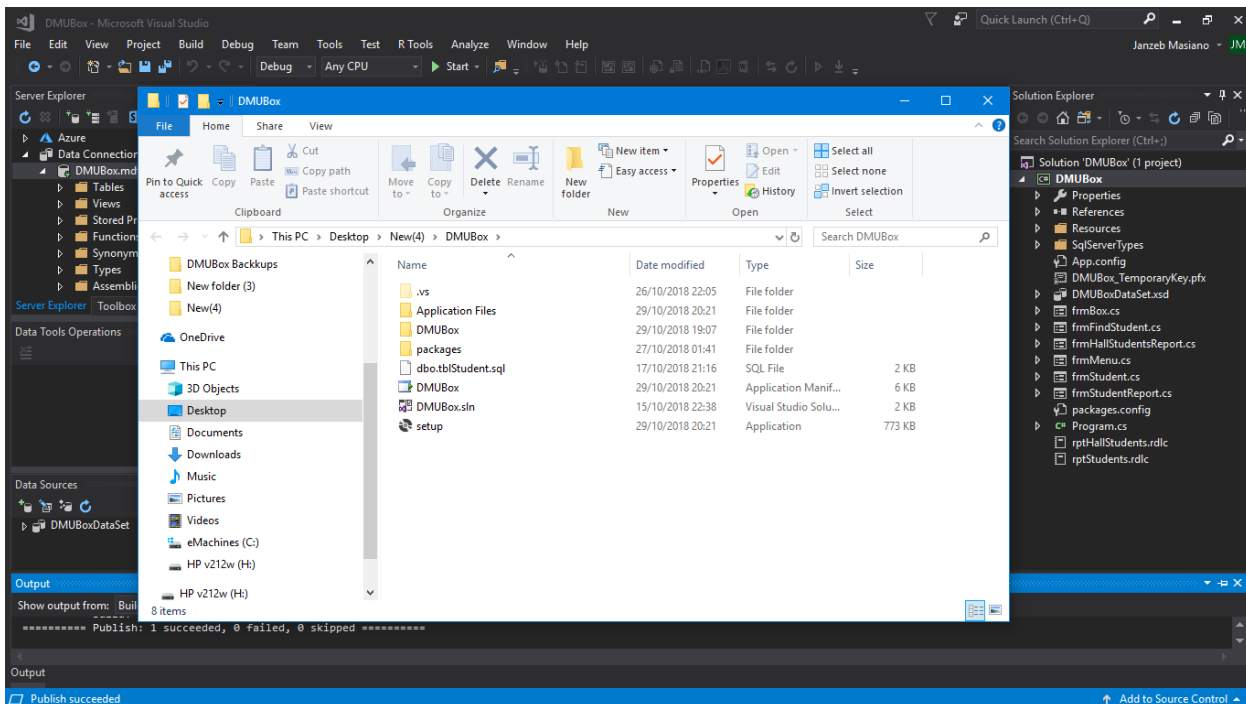 DMUBox - Microsoft Visual Studio
Quick Launch (Ctrl+Q)
File Edit View Project Build Debug Team Tools Test R Tools Analyze Window Help
Janzeb Masiano JM
Debug Any CPU Start
Server Explorer
Azure
Data Connection
DMUBox.md
Tables
Views
Stored Pr
Function
Synonym
Types
Assembli
Server Explorer Toolbox
Data Tools Operations
Data Sources
DMUBoxDataSet
DMUBox
File Home Share View
Pin to Quick access
Copy
Paste
Cut
Copy path
Paste shortcut
Clipboard
Move to
Copy to
Delete
Rename
Organize
New folder
New item
Easy access
New
Properties
Open
Edit
History
Open
Select all
Select none
Invert selection
Select
This PC > Desktop > New(4) > DMUBox >
Search DMUBox
DMUBox Backkups
New folder (3)
New(4)
OneDrive
This PC
3D Objects
Desktop
Documents
Downloads
Music
Pictures
Videos
eMachines (C:)
HP v212w (H:)
HP v212w (H:)
Name Date modified Type Size
.vs 26/10/2018 22:05 File folder
Application Files 29/10/2018 20:21 File folder
DMUBox 29/10/2018 19:07 File folder
packages 27/10/2018 01:41 File folder
dbo.tblStudent.sql 17/10/2018 21:16 SQL File 2 KB
DMUBox 29/10/2018 20:21 Application Manif... 6 KB
DMUBox.sln 15/10/2018 22:38 Visual Studio Solu... 2 KB
setup 29/10/2018 20:21 Application 773 KB
8 items
Solution Explorer
Search Solution Explorer (Ctrl+;)
Solution 'DMUBox' (1 project)
DMUBox
Properties
References
Resources
SqlServerTypes
App.config
DMUBox_TemporaryKey.pfx
DMUBoxDataSet.xsd
frmBox.cs
frmFindStudent.cs
frmHallStudentsReport.cs
frmMenu.cs
frmStudent.cs
frmStudentReport.cs
packages.config
Program.cs
rptHallStudents.rdlc
rptStudents.rdlc
Output
Show output from: Buil
========== Publish: 1 succeeded, 0 failed, 0 skipped ==========
Output
Publish succeeded
Add to Source Control